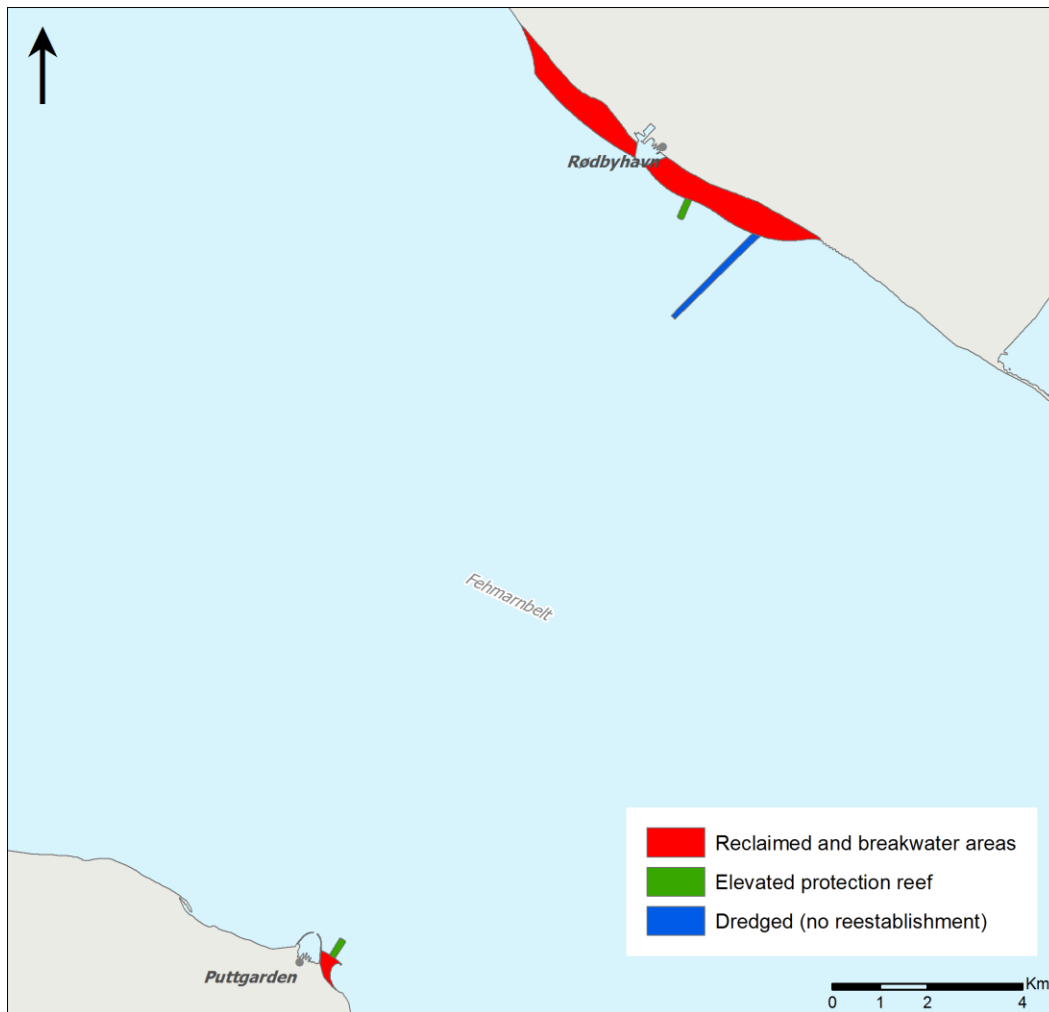 Rødbyhavn
Fehmarnbelt
Reclaimed and breakwater areas
Elevated protection reef
Dredged (no reestablishment)
Puttgarden
Km
0 1 2 4